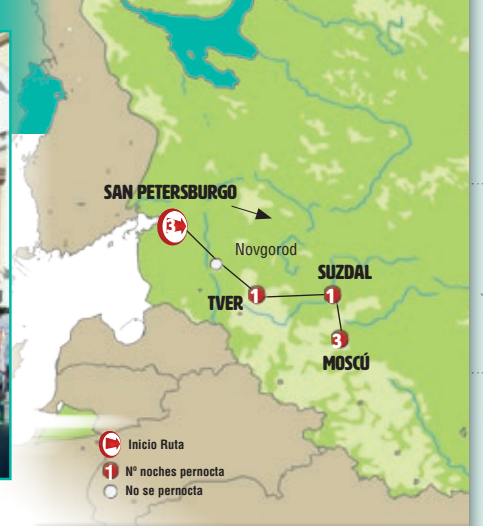 SAN PETERSBURGO
3
Novgorod
SUZDAL
TVER 1 1
3
MOSCÚ
Inicio Ruta
1 Nº noches pernocta
No se pernocta